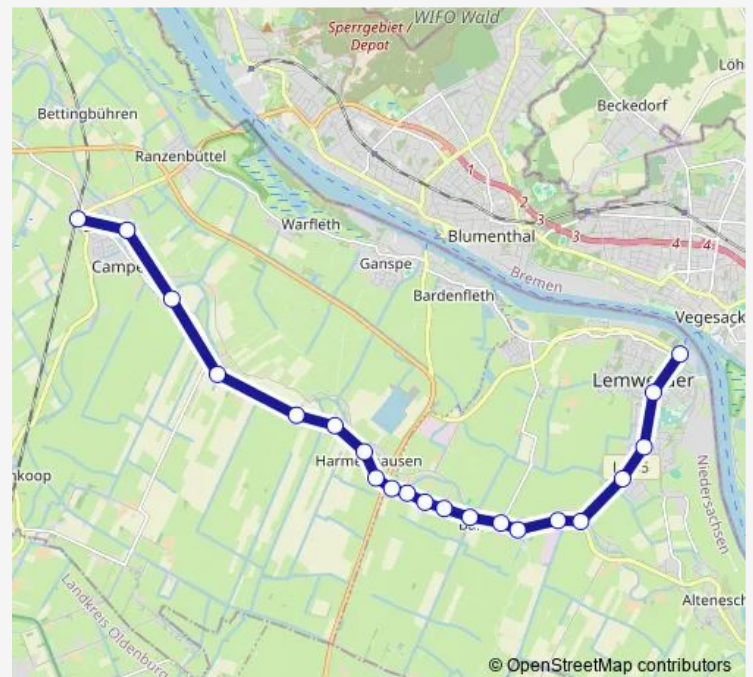 WIFO Wald
Sperrgebiet /
Depot
Löh
Bettingbühren
Beckedorf
Ranzenbüttel
1
2
3
3
4
4
Warfleth
Blumenthal
Ganspe
Campe
Bremen
Bardenfleth
Vegesack
Lemwerder
Harmenhausen
nkoop
Niedersachsen
Landkreis Oldenburg
Altenesch
© OpenStreetMap contributors